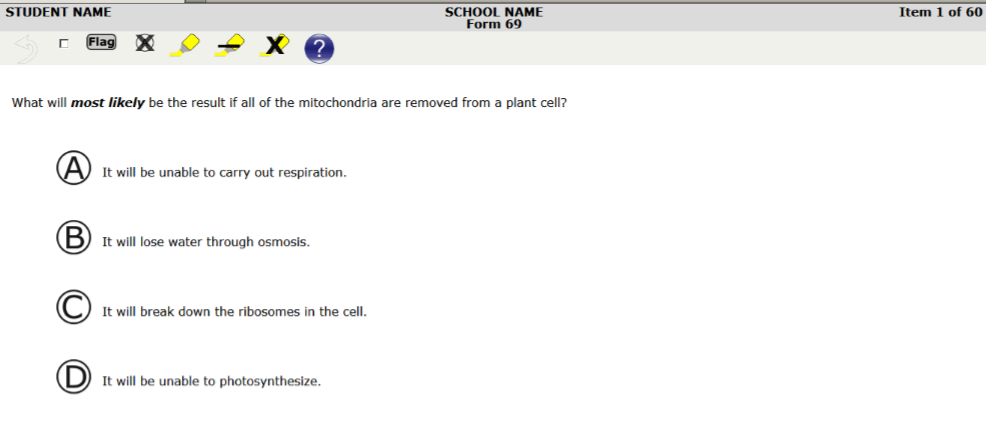 STUDENT NAME SCHOOL NAME Item 1 of 60
Form 69
Flag X X ?
What will most likely be the result if all of the mitochondria are removed from a plant cell?
A It will be unable to carry out respiration.
B It will lose water through osmosis.
C It will break down the ribosomes in the cell.
D It will be unable to photosynthesize.